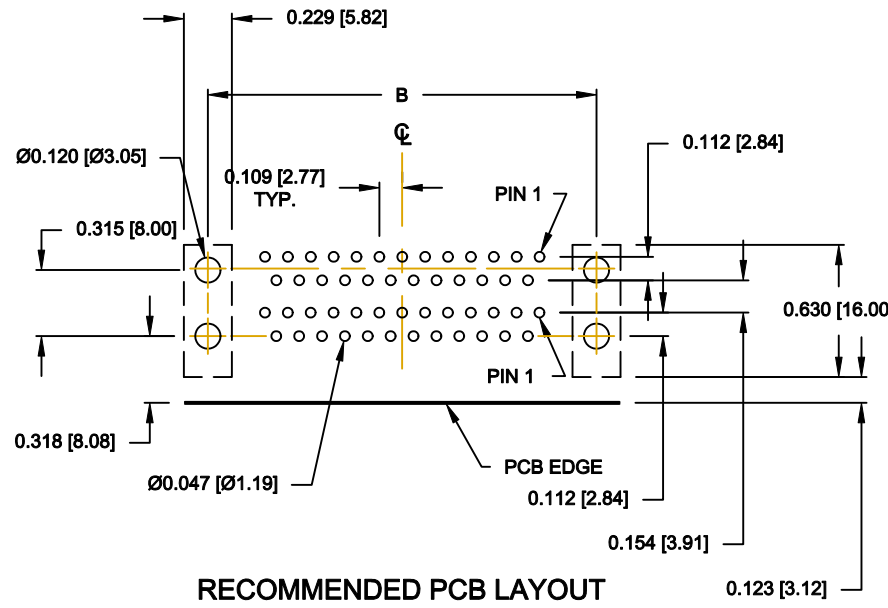 0.229 [5.82]
B
℄
0.112 [2.84]
Ø0.120 [Ø3.05]
0.109 [2.77]
TYP.
PIN 1
0.315 [8.00]
0.630 [16.00
PIN 1
0.318 [8.08]
PCB EDGE
Ø0.047 [Ø1.19]
0.112 [2.84]
0.154 [3.91]
RECOMMENDED PCB LAYOUT
0.123 [3.12]